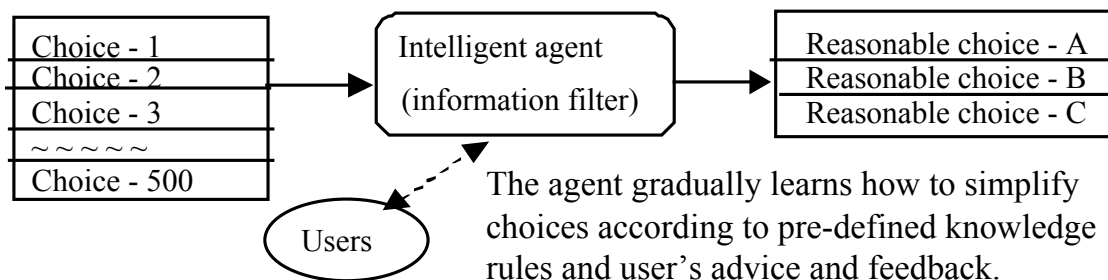 Choice - 1
Choice - 2
Choice - 3
~ ~ ~ ~ ~
Choice - 500
Intelligent agent
(information filter)
Reasonable choice - A
Reasonable choice - B
Reasonable choice - C
Users
The agent gradually learns how to simplify
choices according to pre-defined knowledge
rules and user's advice and feedback.